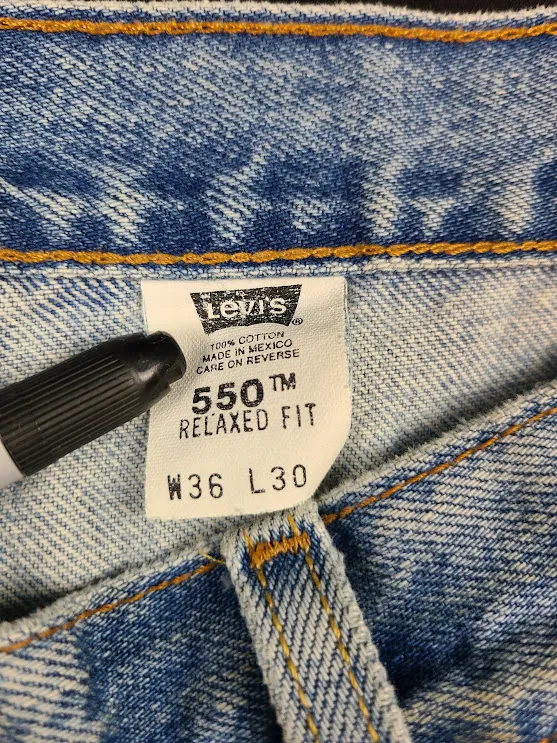 Levi's ®
100% COTTON
MADE IN MEXICO
CARE ON REVERSE
550™
RELAXED FIT
W36 L30